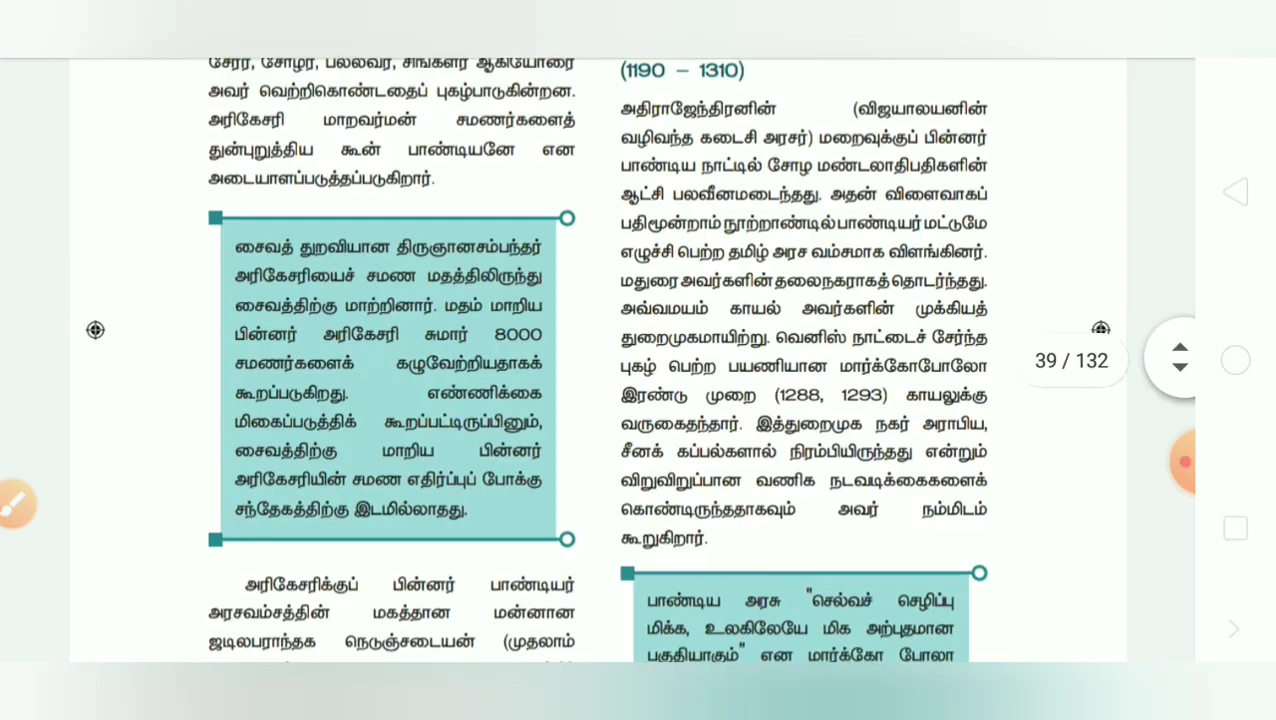 சேரர், சோழர், பல்லவர், சிங்களர் ஆகியோரை
அவர் வெற்றிகொண்டதைப் புகழ்பாடுகின்றன.
அரிகேசரி மாறவர்மன் சமணர்களைத்
துன்புறுத்திய கூன் பாண்டியனே என
அடையாளப்படுத்தப்படுகிறார்.
சைவத் துறவியான திருஞானசம்பந்தர்
அரிகேசரியைச் சமண மதத்திலிருந்து
சைவத்திற்கு மாற்றினார். மதம் மாறிய
பின்னர் அரிகேசரி சுமார் 8000
சமணர்களைக் கழுவேற்றியதாகக்
கூறப்படுகிறது. எண்ணிக்கை
மிகைப்படுத்திக் கூறப்பட்டிருப்பினும்,
சைவத்திற்கு மாறிய பின்னர்
அரிகேசரியின் சமண எதிர்ப்புப் போக்கு
சந்தேகத்திற்கு இடமில்லாதது.
அரிகேசரிக்குப் பின்னர் பாண்டியர்
அரசவம்சத்தின் மகத்தான மன்னான
ஜடிலபராந்தக நெடுஞ்சடையன் (முதலாம்
(1190 – 1310)
அதிராஜேந்திரனின் (விஜயாலயனின்
வழிவந்த கடைசி அரசர்) மறைவுக்குப் பின்னர்
பாண்டிய நாட்டில் சோழ மண்டலாதிபதிகளின்
ஆட்சி பலவீனமடைந்தது. அதன் விளைவாகப்
பதிமூன்றாம் நூற்றாண்டில் பாண்டியர் மட்டுமே
எழுச்சி பெற்ற தமிழ் அரச வம்சமாக விளங்கினர்.
மதுரை அவர்களின் தலைநகராகத் தொடர்ந்தது.
அவ்வமயம் காயல் அவர்களின் முக்கியத்
துறைமுகமாயிற்று. வெனிஸ் நாட்டைச் சேர்ந்த
புகழ் பெற்ற பயணியான மார்க்கோபோலோ
இரண்டு முறை (1288, 1293) காயலுக்கு
வருகைதந்தார். இத்துறைமுக நகர் அராபிய,
சீனக் கப்பல்களால் நிரம்பியிருந்தது என்றும்
விறுவிறுப்பான வணிக நடவடிக்கைகளைக்
கொண்டிருந்ததாகவும் அவர் நம்மிடம்
கூறுகிறார்.
பாண்டிய அரசு "செல்வச் செழிப்பு
மிக்க, உலகிலேயே மிக அற்புதமான
பகுதியாகும்" என மார்க்கோ போலா
39 / 132